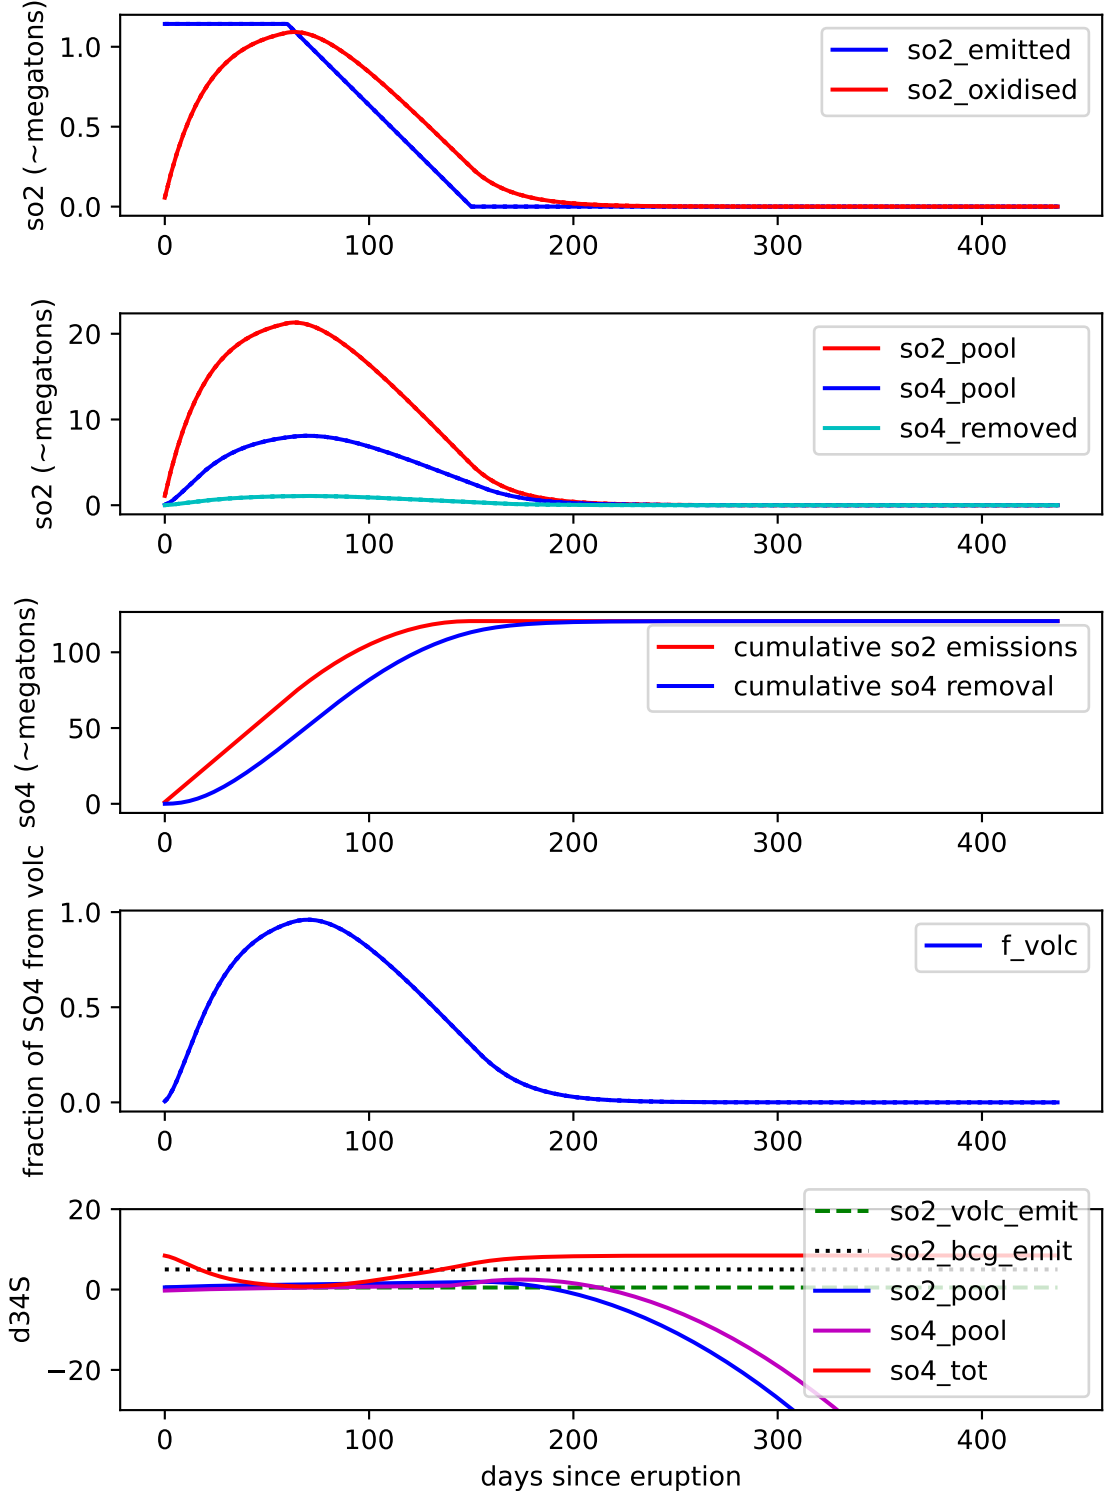 so2 (~megatons)
1.0
0.5
0.0
so2_emitted
so2_oxidised
0 100 200 300 400
so2 (~megatons)
20
10
0
so2_pool
so4_pool
so4_removed
0 100 200 300 400
so4 (~megatons)
100
50
0
cumulative so2 emissions
cumulative so4 removal
0 100 200 300 400
fraction of SO4 from volc
1.0
0.5
0.0
f_volc
0 100 200 300 400
d34S
20
0
−20
so2_volc_emit
so2_bcg_emit
so2_pool
so4_pool
so4_tot
0 100 200 300 400
days since eruption